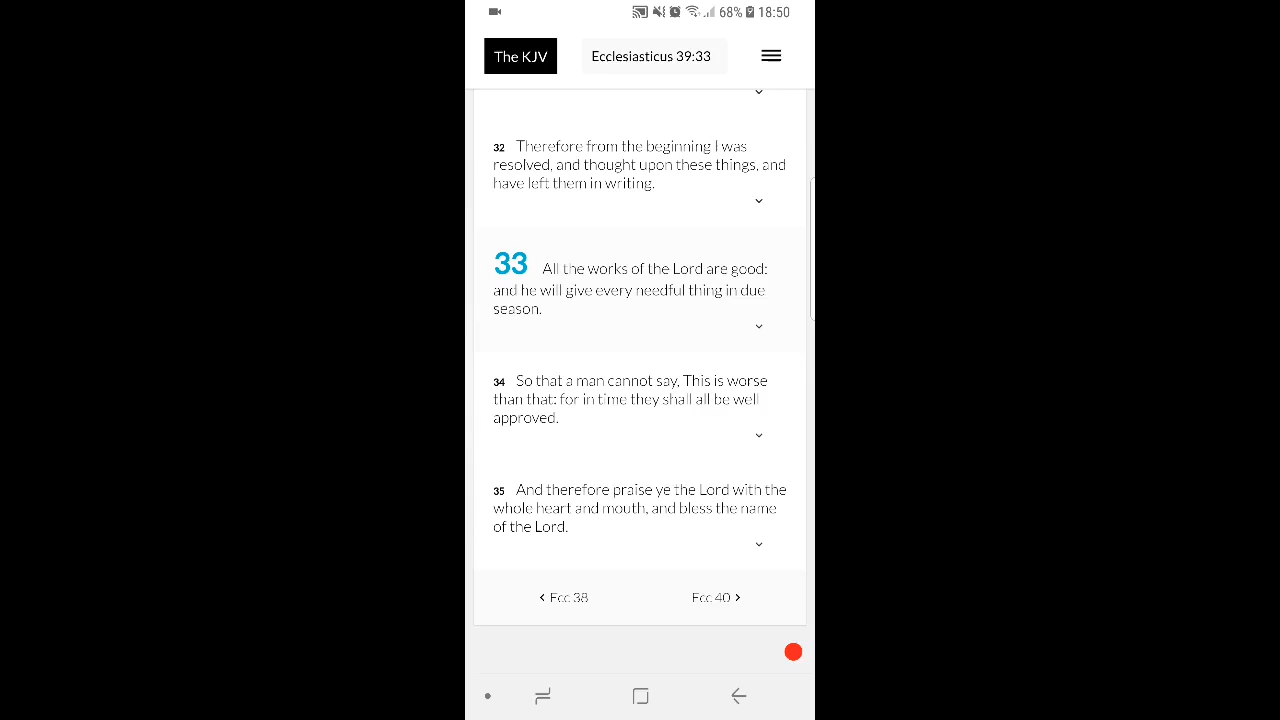 68% 18:50
The KJV
Ecclesiasticus 39:33
32 Therefore from the beginning I was
resolved, and thought upon these things, and
have left them in writing.
33 All the works of the Lord are good:
and he will give every needful thing in due
season.
34 So that a man cannot say, This is worse
than that: for in time they shall all be well
approved.
35 And therefore praise ye the Lord with the
whole heart and mouth, and bless the name
of the Lord.
Ecc 38
Ecc 40